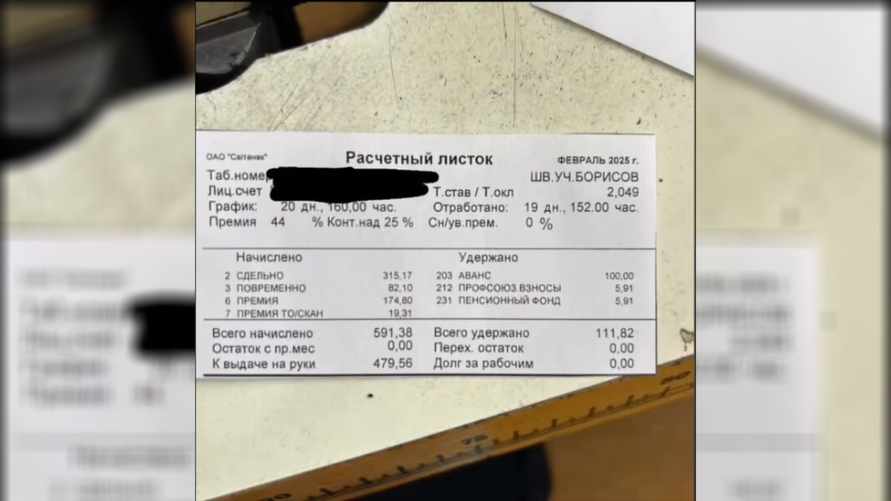 ОАО "Свiтанак" Расчетный листок ФЕВРАЛЬ 2025 г.
Таб.номер ШВ.УЧ.БОРИСОВ
Лиц.счет Т.став / Т.окл 2,049
График: 20 дн., 160,00 час. Отработано: 19 дн., 152.00 час.
Премия 44 % Конт.над 25 % Сн/ув.прем. 0 %
Начислено Удержано
2 СДЕЛЬНО 315,17 203 АВАНС 100,00
3 ПОВРЕМЕННО 82,10 212 ПРОФСОЮЗ.ВЗНОСЫ 5,91
6 ПРЕМИЯ 174,80 231 ПЕНСИОННЫЙ ФОНД 5,91
7 ПРЕМИЯ ТО/СКАН 19,31
Всего начислено 591,38 Всего удержано 111,82
Остаток с пр.мес 0,00 Перех. остаток 0,00
К выдаче на руки 479,56 Долг за рабочим 0,00